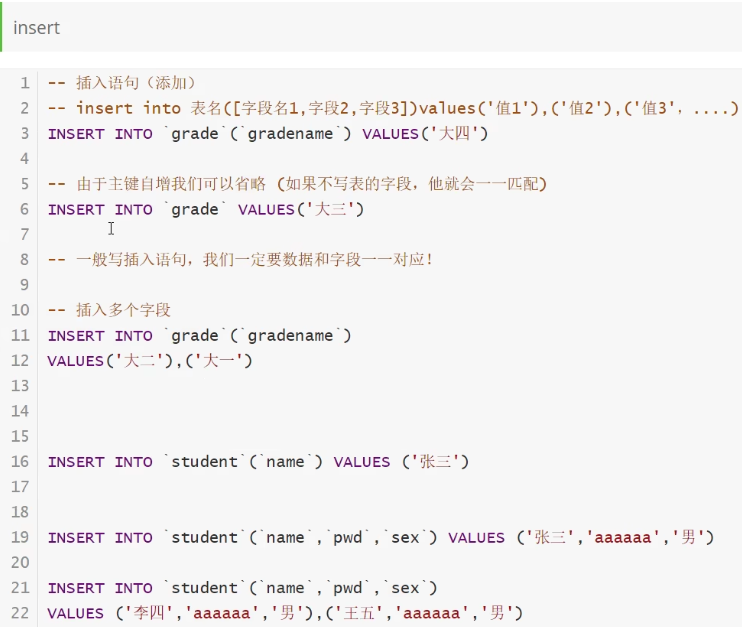 insert
1 -- 插入语句（添加）
2 -- insert into 表名([字段名1,字段2,字段3])values('值1'),('值2'),('值3'，....)
3 INSERT INTO `grade`(`gradename`) VALUES('大四')
4
5 -- 由于主键自增我们可以省略 (如果不写表的字段，他就会一一匹配)
6 INSERT INTO `grade` VALUES('大三')
7
8 -- 一般写插入语句，我们一定要数据和字段一一对应！
9
10 -- 插入多个字段
11 INSERT INTO `grade`(`gradename`)
12 VALUES('大二'),('大一')
13
14
15
16 INSERT INTO `student`(`name`) VALUES ('张三')
17
18
19 INSERT INTO `student`(`name`,`pwd`,`sex`) VALUES ('张三','aaaaaa','男')
20
21 INSERT INTO `student`(`name`,`pwd`,`sex`)
22 VALUES ('李四','aaaaaa','男'),('王五','aaaaaa','男')